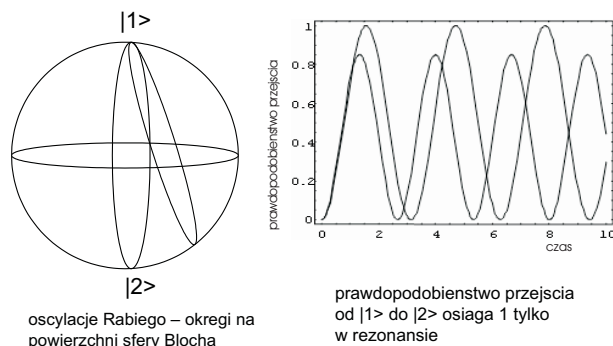 |1>
|2>
oscylacje Rabiego – okregi na
powierzchni sfery Blocha
prawdopodobienstwo przejscia
1
0.8
0.6
0.4
0.2
0
0 2 4 6 8 10
czas
prawdopodobienstwo przejscia
od |1> do |2> osiaga 1 tylko
w rezonansie